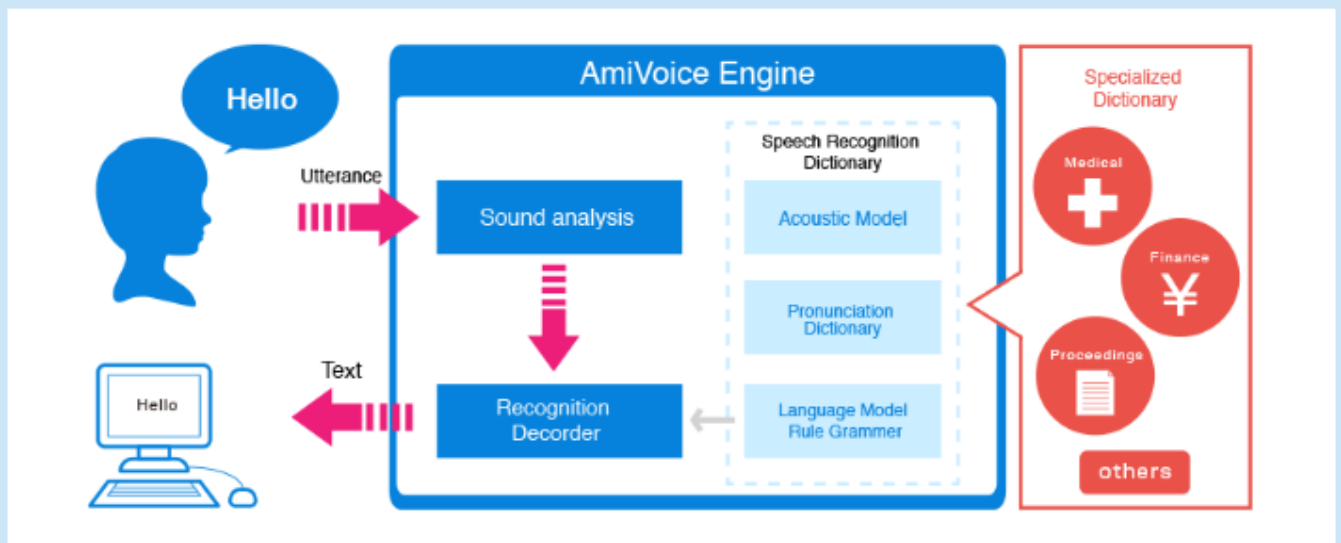 Hello
Utterance
Text
Hello
AmiVoice Engine
Sound analysis
Recognition
Decorder
Speech Recognition
Dictionary
Acoustic Model
Pronunciation
Dictionary
Language Model
Rule Grammer
Specialized
Dictionary
Medical
Finance
¥
Proceedings
others